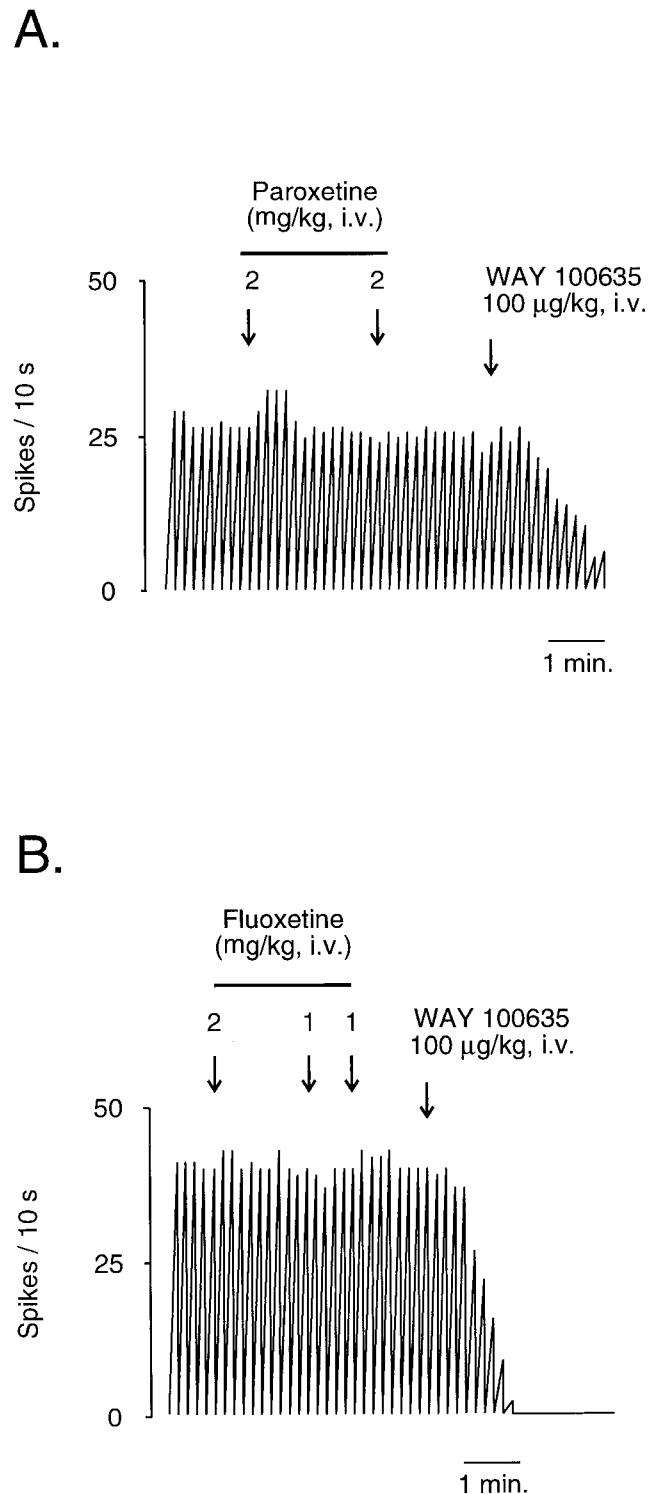 A.
Paroxetine
(mg/kg, i.v.)
2 2
WAY 100635
100 µg/kg, i.v.
50
25
0
Spikes / 10 s
1 min.
B.
Fluoxetine
(mg/kg, i.v.)
2 1 1
WAY 100635
100 µg/kg, i.v.
50
25
0
Spikes / 10 s
1 min.